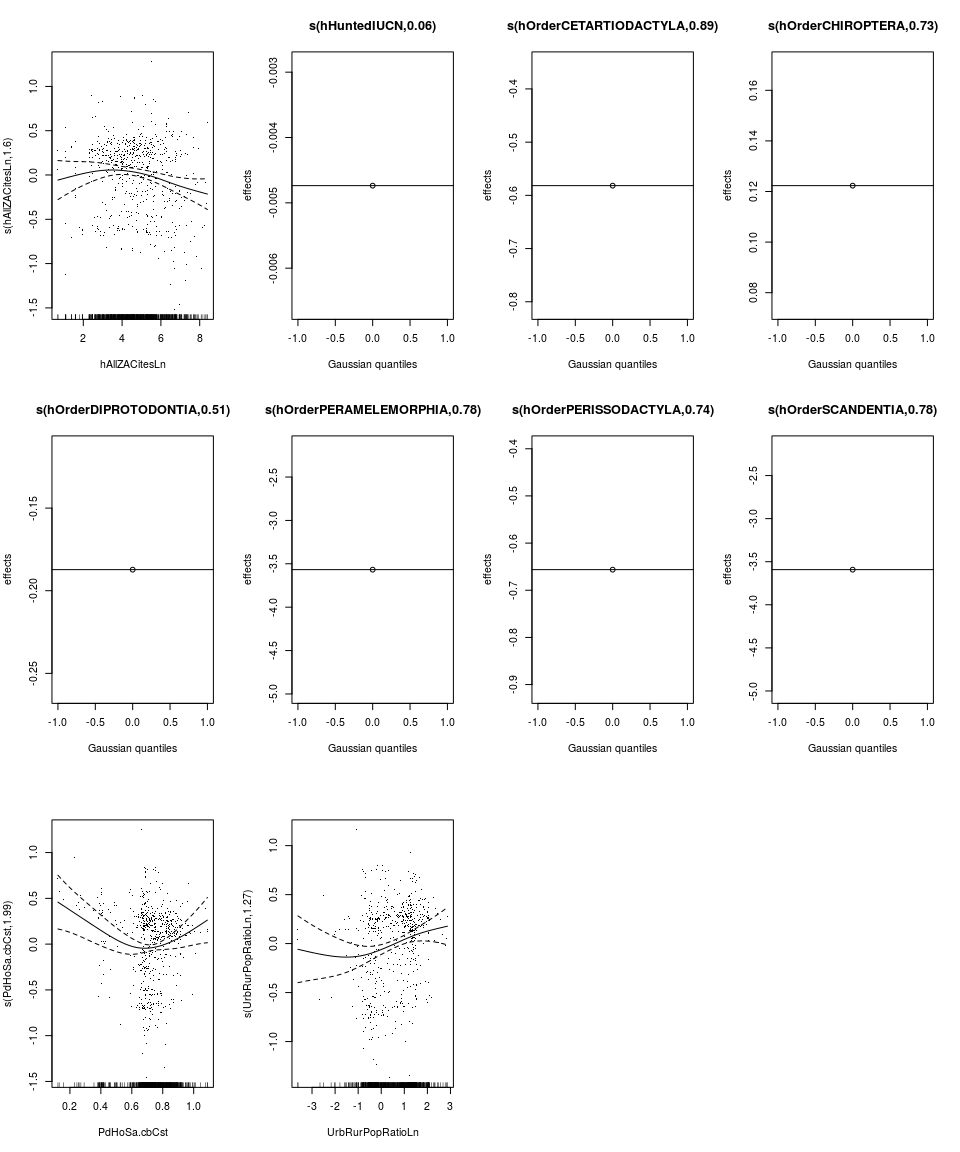 s(hAllZACitesLn,1.6)
1.0
0.5
0.0
-0.5
-1.0
-1.5
2 4 6 8
hAllZACitesLn
s(hHuntedIUCN,0.06)
effects
-0.003
-0.004
-0.005
-0.006
-1.0 -0.5 0.0 0.5 1.0
Gaussian quantiles
s(hOrderCETARTIODACTYLA,0.89)
effects
-0.4
-0.5
-0.6
-0.7
-0.8
-1.0 -0.5 0.0 0.5 1.0
Gaussian quantiles
s(hOrderCHIROPTERA,0.73)
effects
0.16
0.14
0.12
0.10
0.08
-1.0 -0.5 0.0 0.5 1.0
Gaussian quantiles
s(hOrderDIPROTODONTIA,0.51)
effects
-0.15
-0.20
-0.25
-1.0 -0.5 0.0 0.5 1.0
Gaussian quantiles
s(hOrderPERAMELEMORPHIA,0.78)
effects
-2.5
-3.0
-3.5
-4.0
-4.5
-5.0
-1.0 -0.5 0.0 0.5 1.0
Gaussian quantiles
s(hOrderPERISSODACTYLA,0.74)
effects
-0.4
-0.5
-0.6
-0.7
-0.8
-0.9
-1.0 -0.5 0.0 0.5 1.0
Gaussian quantiles
s(hOrderSCANDENTIA,0.78)
effects
-2.5
-3.0
-3.5
-4.0
-4.5
-5.0
-1.0 -0.5 0.0 0.5 1.0
Gaussian quantiles
s(PdHoSa.cbCst,1.99)
1.0
0.5
0.0
-0.5
-1.0
-1.5
0.2 0.4 0.6 0.8 1.0
PdHoSa.cbCst
s(UrbRurPopRatioLn,1.27)
1.0
0.5
0.0
-0.5
-1.0
-3 -2 -1 0 1 2 3
UrbRurPopRatioLn